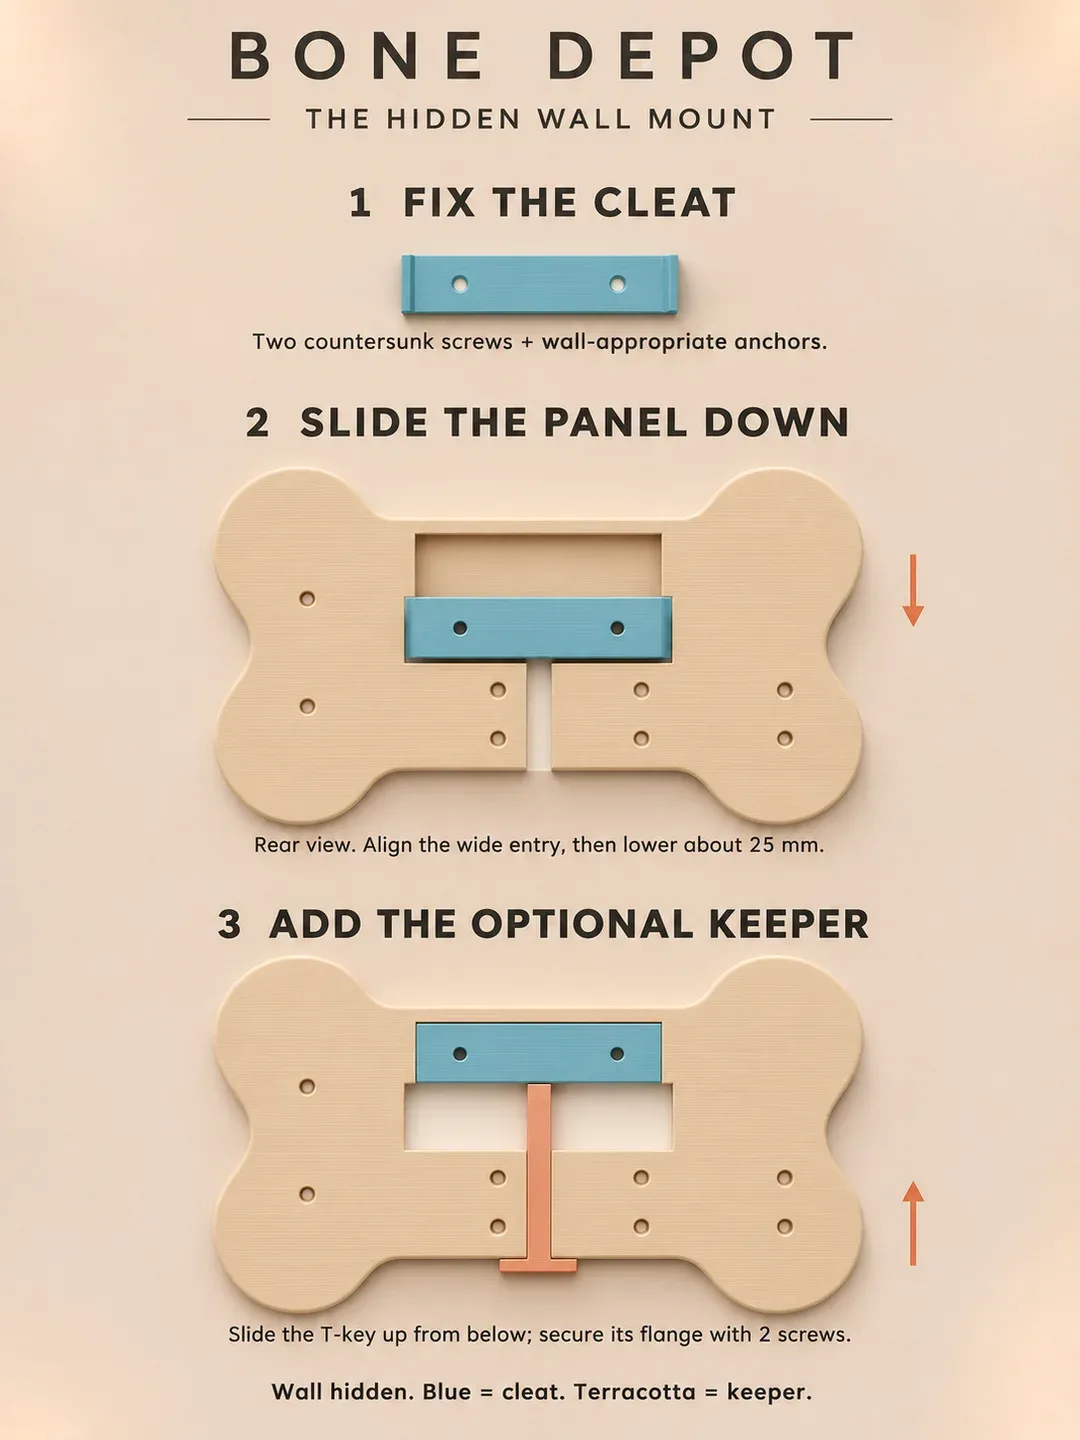 BONE DEPOT
THE HIDDEN WALL MOUNT
1 FIX THE CLEAT
Two countersunk screws + wall-appropriate anchors.
2 SLIDE THE PANEL DOWN
Rear view. Align the wide entry, then lower about 25 mm.
3 ADD THE OPTIONAL KEEPER
Slide the T-key up from below; secure its flange with 2 screws.
Wall hidden. Blue = cleat. Terracotta = keeper.